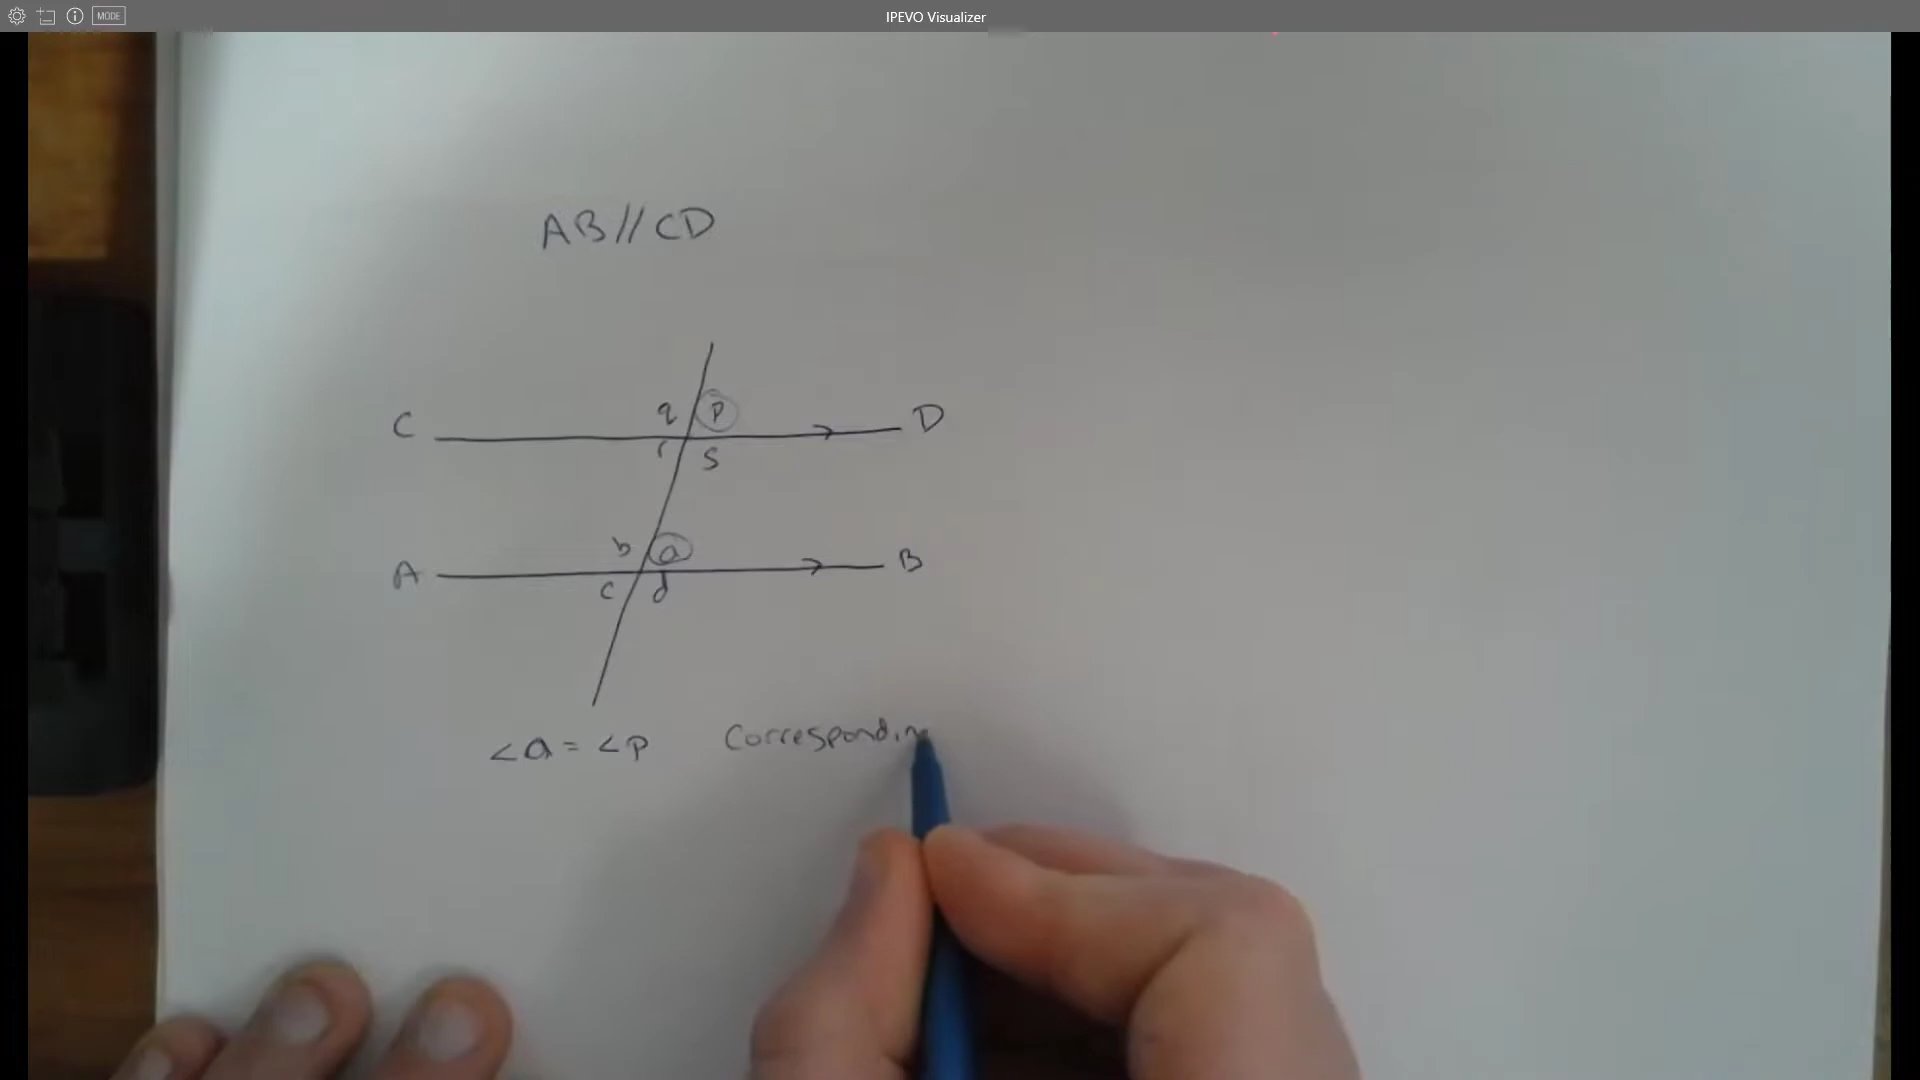 MODE
IPEVO Visualizer
AB//CD
q p
C D
r s
b a
A B
c d
∠a = ∠p Correspondin